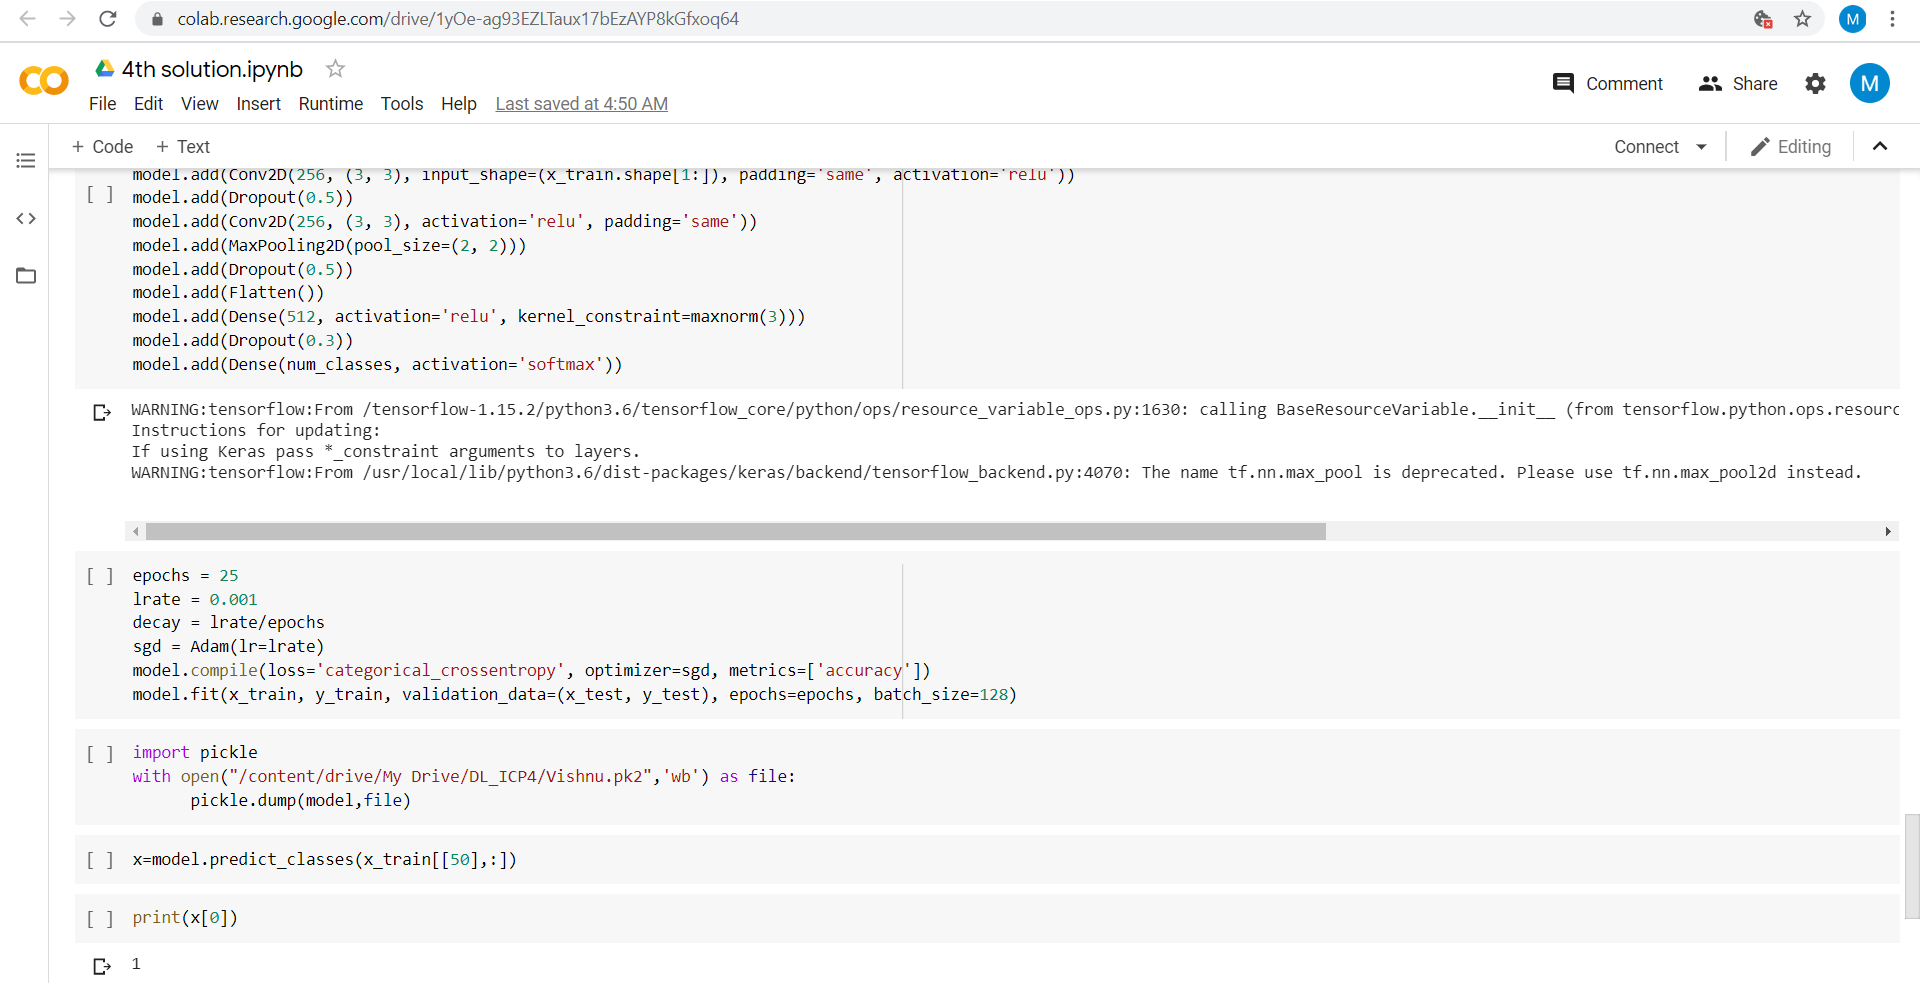 colab.research.google.com/drive/1yOe-ag93EZLTaux17bEzAYP8kGfxoq64
M
4th solution.ipynb
File Edit View Insert Runtime Tools Help Last saved at 4:50 AM
Comment Share M
+ Code + Text
Connect Editing
model.add(Conv2D(256, (3, 3), input_shape=(x_train.shape[1:]), padding='same', activation='relu'))
[ ] model.add(Dropout(0.5))
model.add(Conv2D(256, (3, 3), activation='relu', padding='same'))
model.add(MaxPooling2D(pool_size=(2, 2)))
model.add(Dropout(0.5))
model.add(Flatten())
model.add(Dense(512, activation='relu', kernel_constraint=maxnorm(3)))
model.add(Dropout(0.3))
model.add(Dense(num_classes, activation='softmax'))
WARNING:tensorflow:From /tensorflow-1.15.2/python3.6/tensorflow_core/python/ops/resource_variable_ops.py:1630: calling BaseResourceVariable.__init__ (from tensorflow.python.ops.resourc
Instructions for updating:
If using Keras pass *_constraint arguments to layers.
WARNING:tensorflow:From /usr/local/lib/python3.6/dist-packages/keras/backend/tensorflow_backend.py:4070: The name tf.nn.max_pool is deprecated. Please use tf.nn.max_pool2d instead.
[ ] epochs = 25
lrate = 0.001
decay = lrate/epochs
sgd = Adam(lr=lrate)
model.compile(loss='categorical_crossentropy', optimizer=sgd, metrics=['accuracy'])
model.fit(x_train, y_train, validation_data=(x_test, y_test), epochs=epochs, batch_size=128)
[ ] import pickle
with open("/content/drive/My Drive/DL_ICP4/Vishnu.pk2",'wb') as file:
pickle.dump(model,file)
[ ] x=model.predict_classes(x_train[[50],:])
[ ] print(x[0])
1